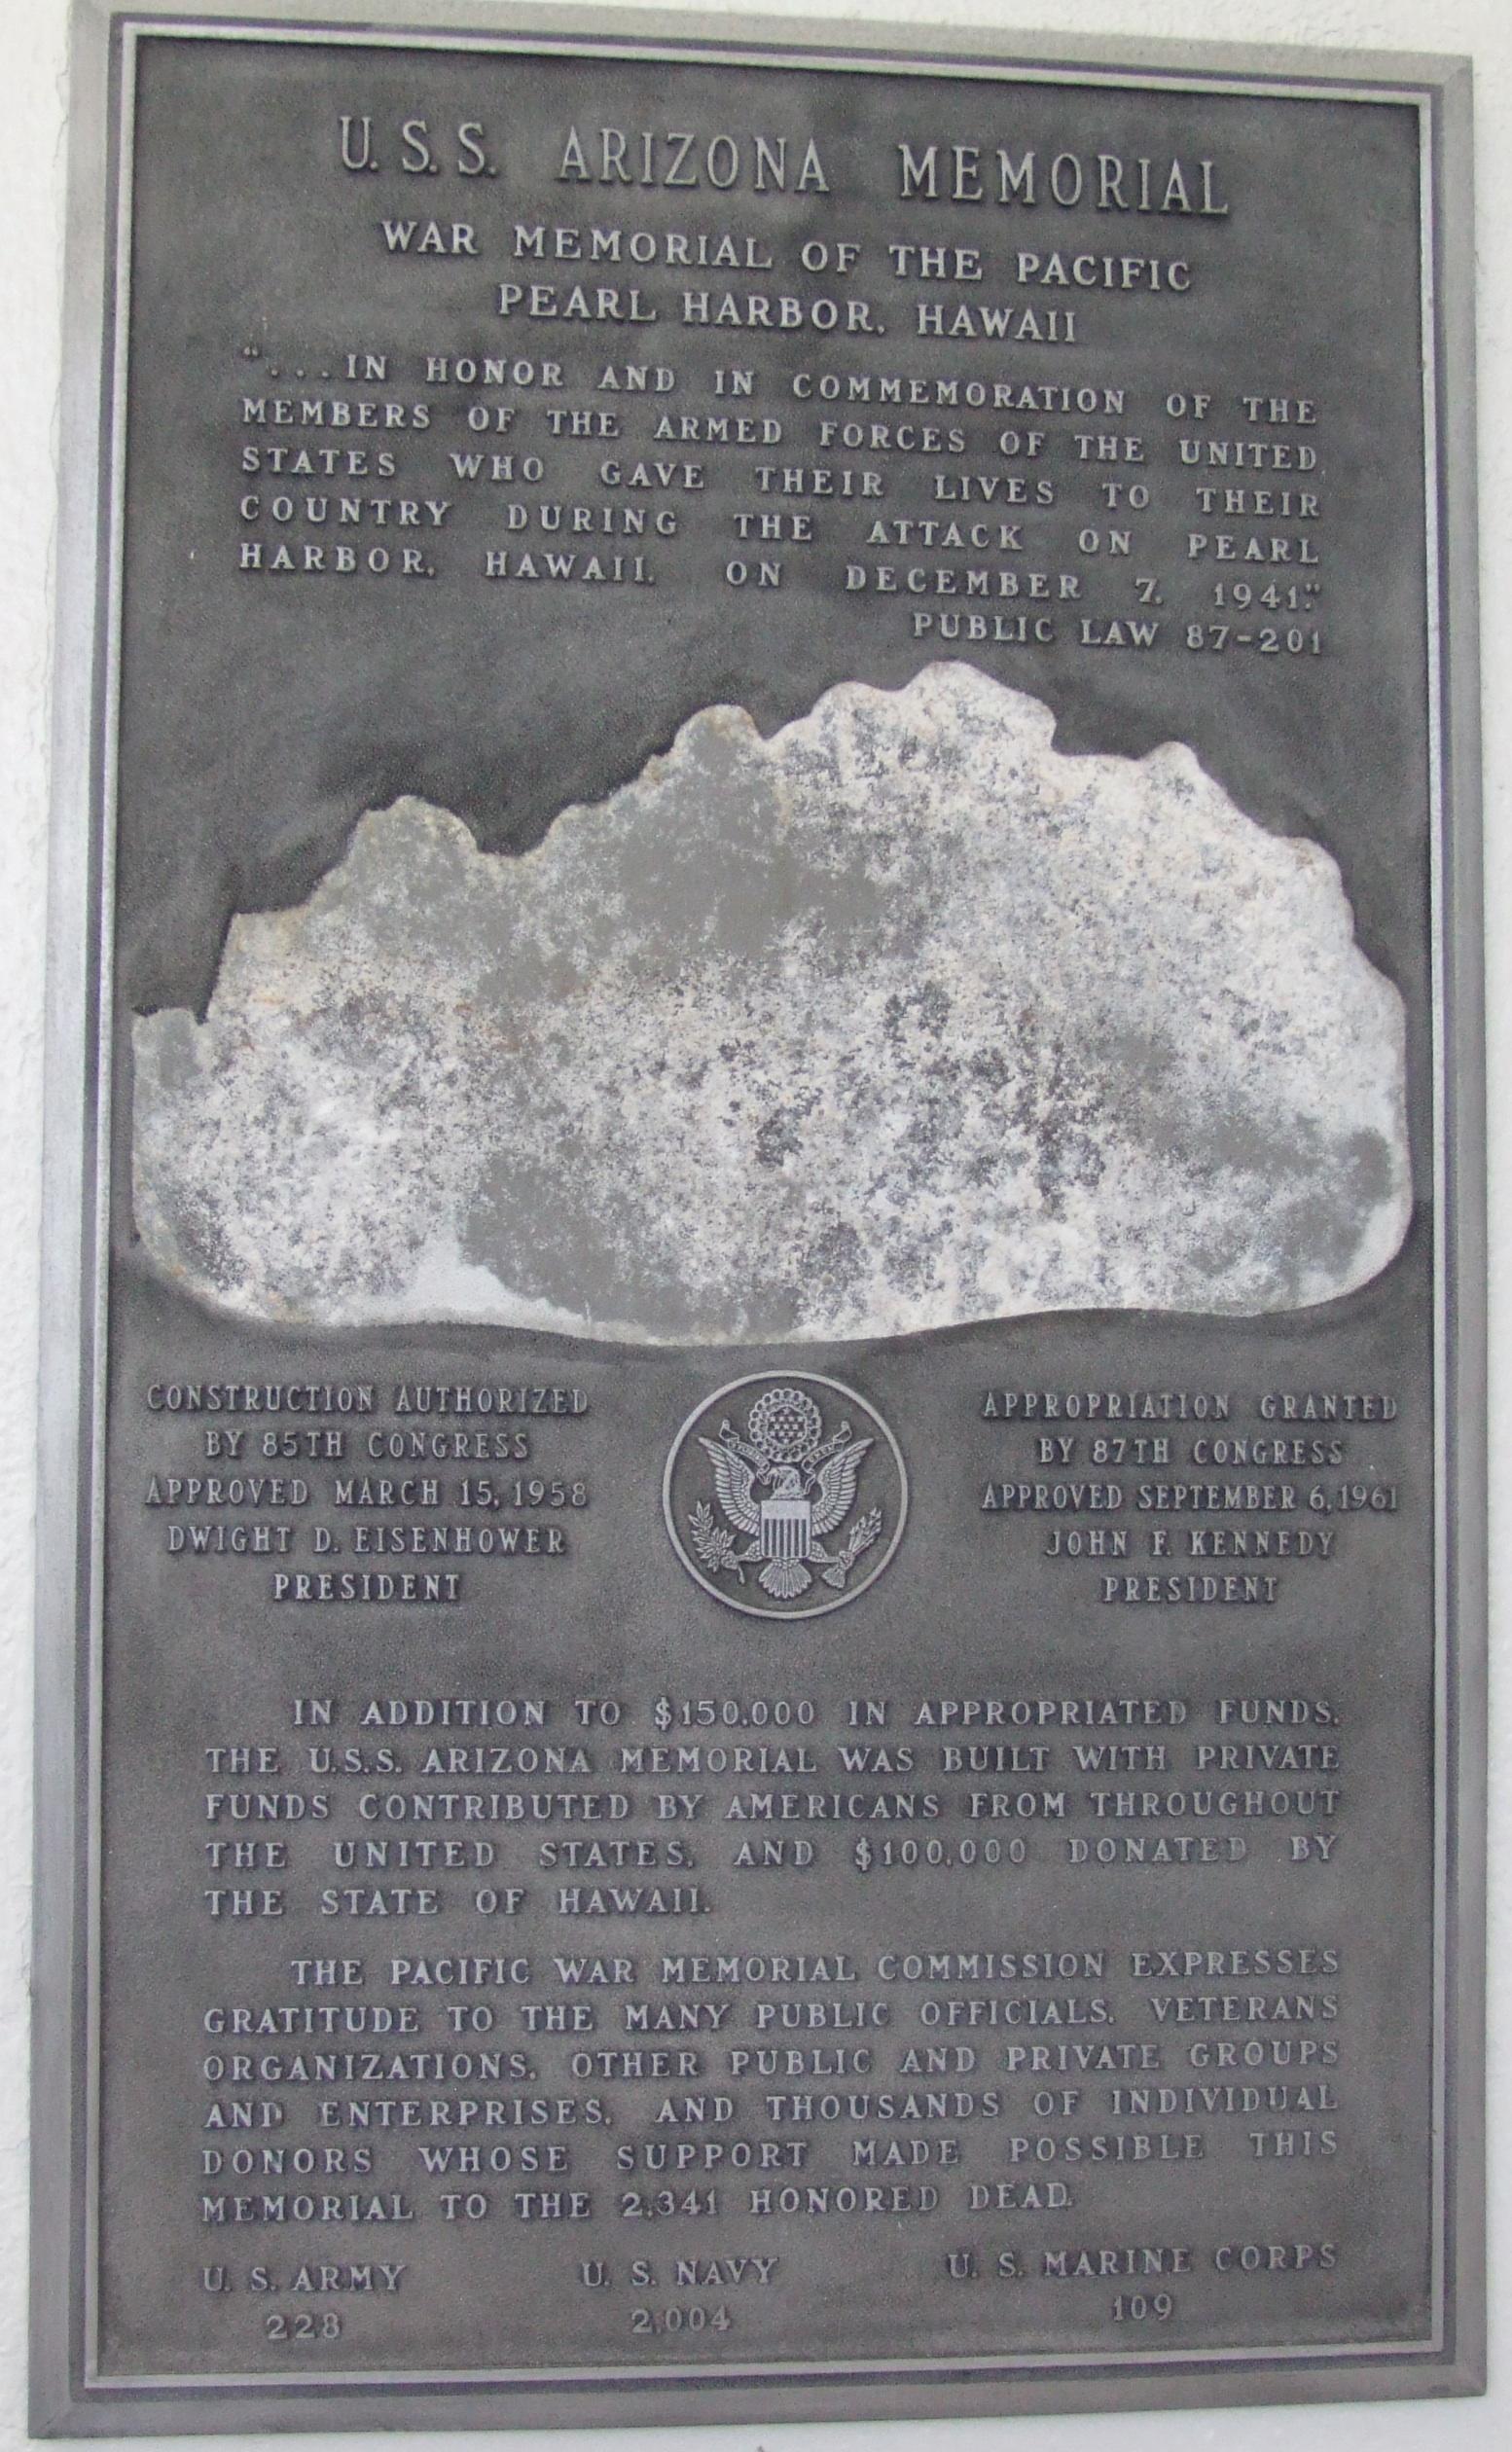 U.S.S. ARIZONA MEMORIAL
WAR MEMORIAL OF THE PACIFIC
PEARL HARBOR, HAWAII
"...IN HONOR AND IN COMMEMORATION OF THE
MEMBERS OF THE ARMED FORCES OF THE UNITED
STATES WHO GAVE THEIR LIVES TO THEIR
COUNTRY DURING THE ATTACK ON PEARL
HARBOR, HAWAII, ON DECEMBER 7, 1941."
PUBLIC LAW 87-201
CONSTRUCTION AUTHORIZED
BY 85TH CONGRESS
APPROVED MARCH 15, 1958
DWIGHT D. EISENHOWER
PRESIDENT
APPROPRIATION GRANTED
BY 87TH CONGRESS
APPROVED SEPTEMBER 6, 1961
JOHN F. KENNEDY
PRESIDENT
IN ADDITION TO $150,000 IN APPROPRIATED FUNDS,
THE U.S.S. ARIZONA MEMORIAL WAS BUILT WITH PRIVATE
FUNDS CONTRIBUTED BY AMERICANS FROM THROUGHOUT
THE UNITED STATES, AND $100,000 DONATED BY
THE STATE OF HAWAII.
THE PACIFIC WAR MEMORIAL COMMISSION EXPRESSES
GRATITUDE TO THE MANY PUBLIC OFFICIALS, VETERANS
ORGANIZATIONS, OTHER PUBLIC AND PRIVATE GROUPS
AND ENTERPRISES, AND THOUSANDS OF INDIVIDUAL
DONORS WHOSE SUPPORT MADE POSSIBLE THIS
MEMORIAL TO THE 2,341 HONORED DEAD.
U. S. ARMY U. S. NAVY U. S. MARINE CORPS
228 2,004 109